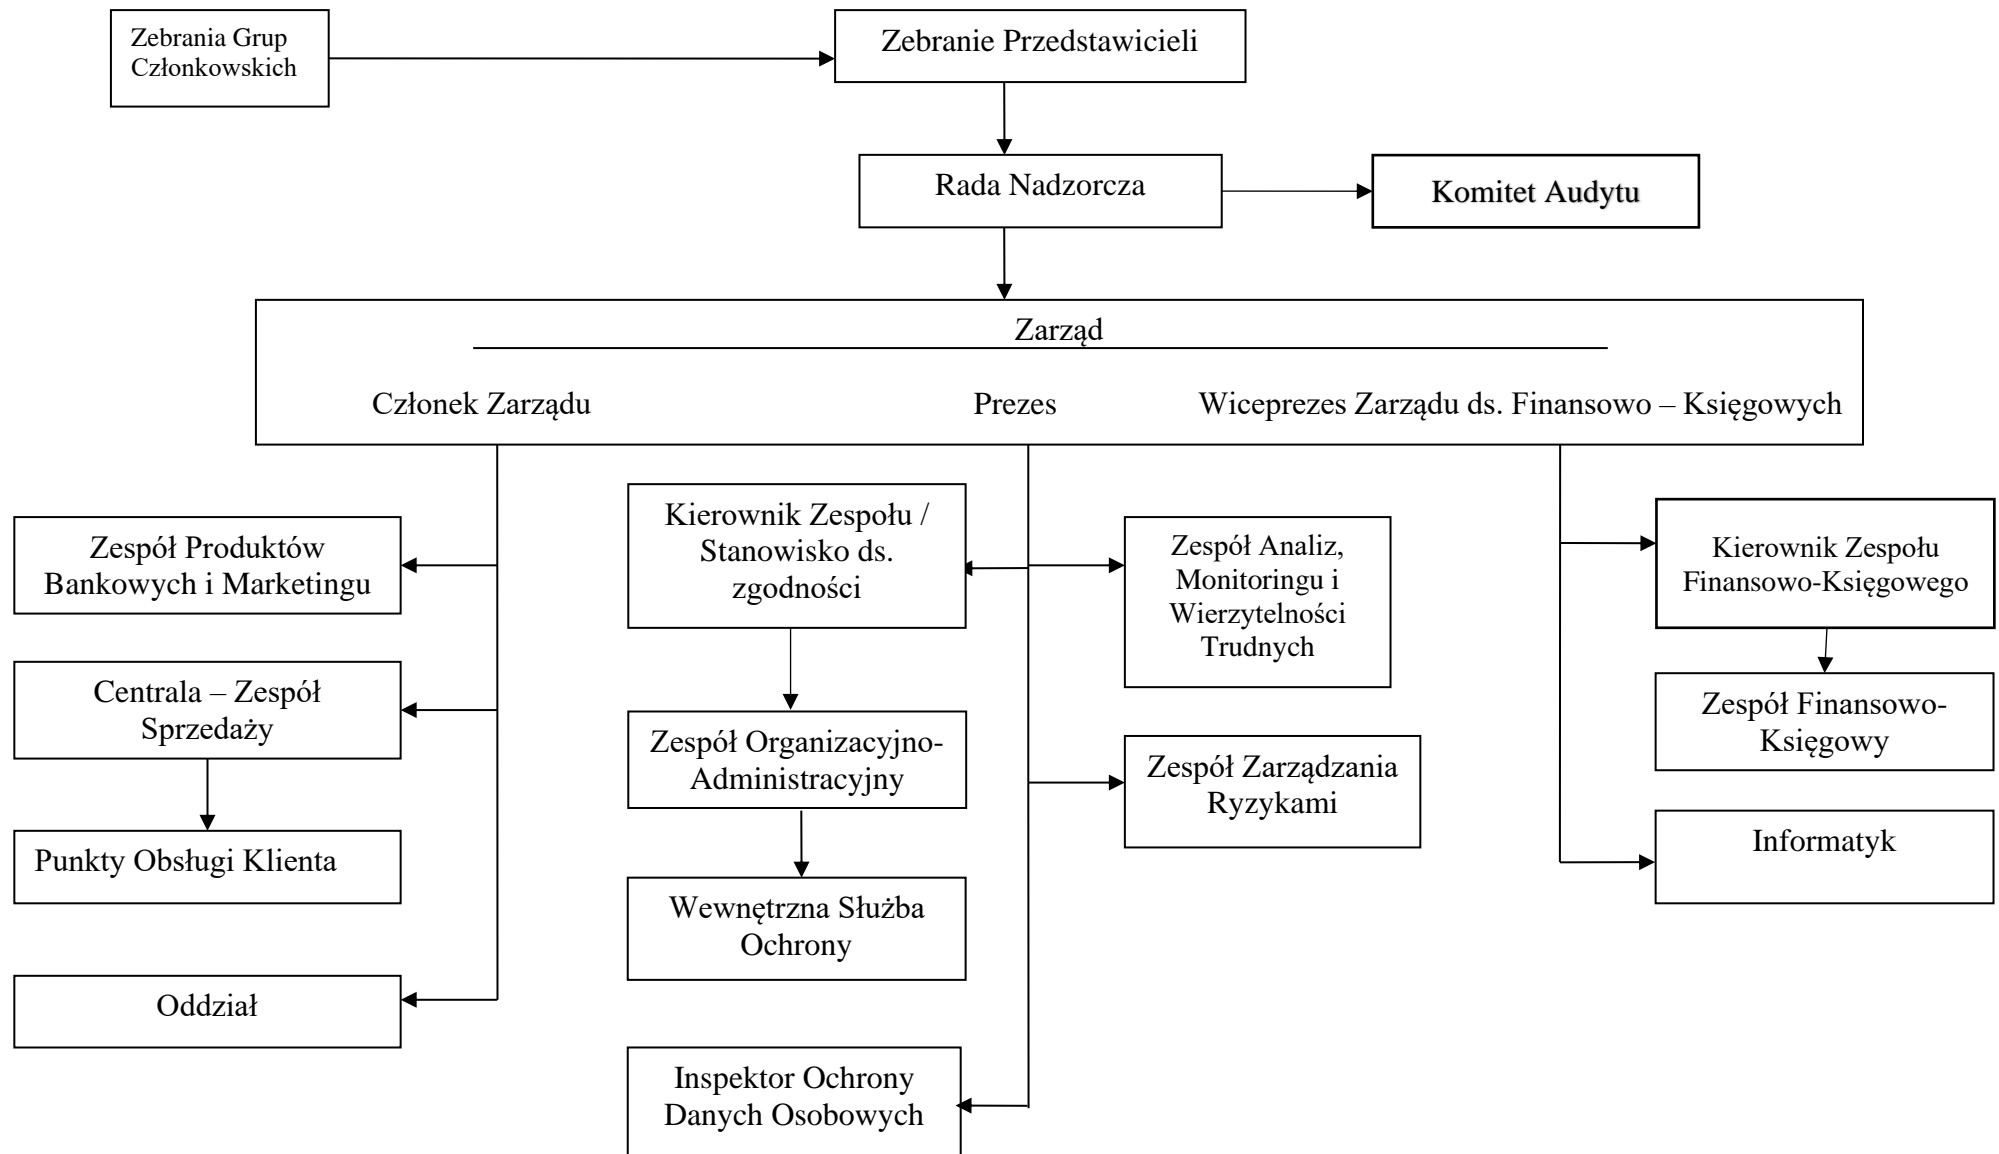 Zebrania Grup
Członkowskich
Zebranie Przedstawicieli
Rada Nadzorcza
Komitet Audytu
Zarząd
Członek Zarządu
Prezes
Wiceprezes Zarządu ds. Finansowo – Księgowych
Zespół Produktów
Bankowych i Marketingu
Centrala – Zespół
Sprzedaży
Punkty Obsługi Klienta
Oddział
Kierownik Zespołu /
Stanowisko ds.
zgodności
Zespół Organizacyjno-
Administracyjny
Wewnętrzna Służba
Ochrony
Inspektor Ochrony
Danych Osobowych
Zespół Analiz,
Monitoringu i
Wierzytelności
Trudnych
Zespół Zarządzania
Ryzykami
Kierownik Zespołu
Finansowo-Księgowego
Zespół Finansowo-
Księgowy
Informatyk